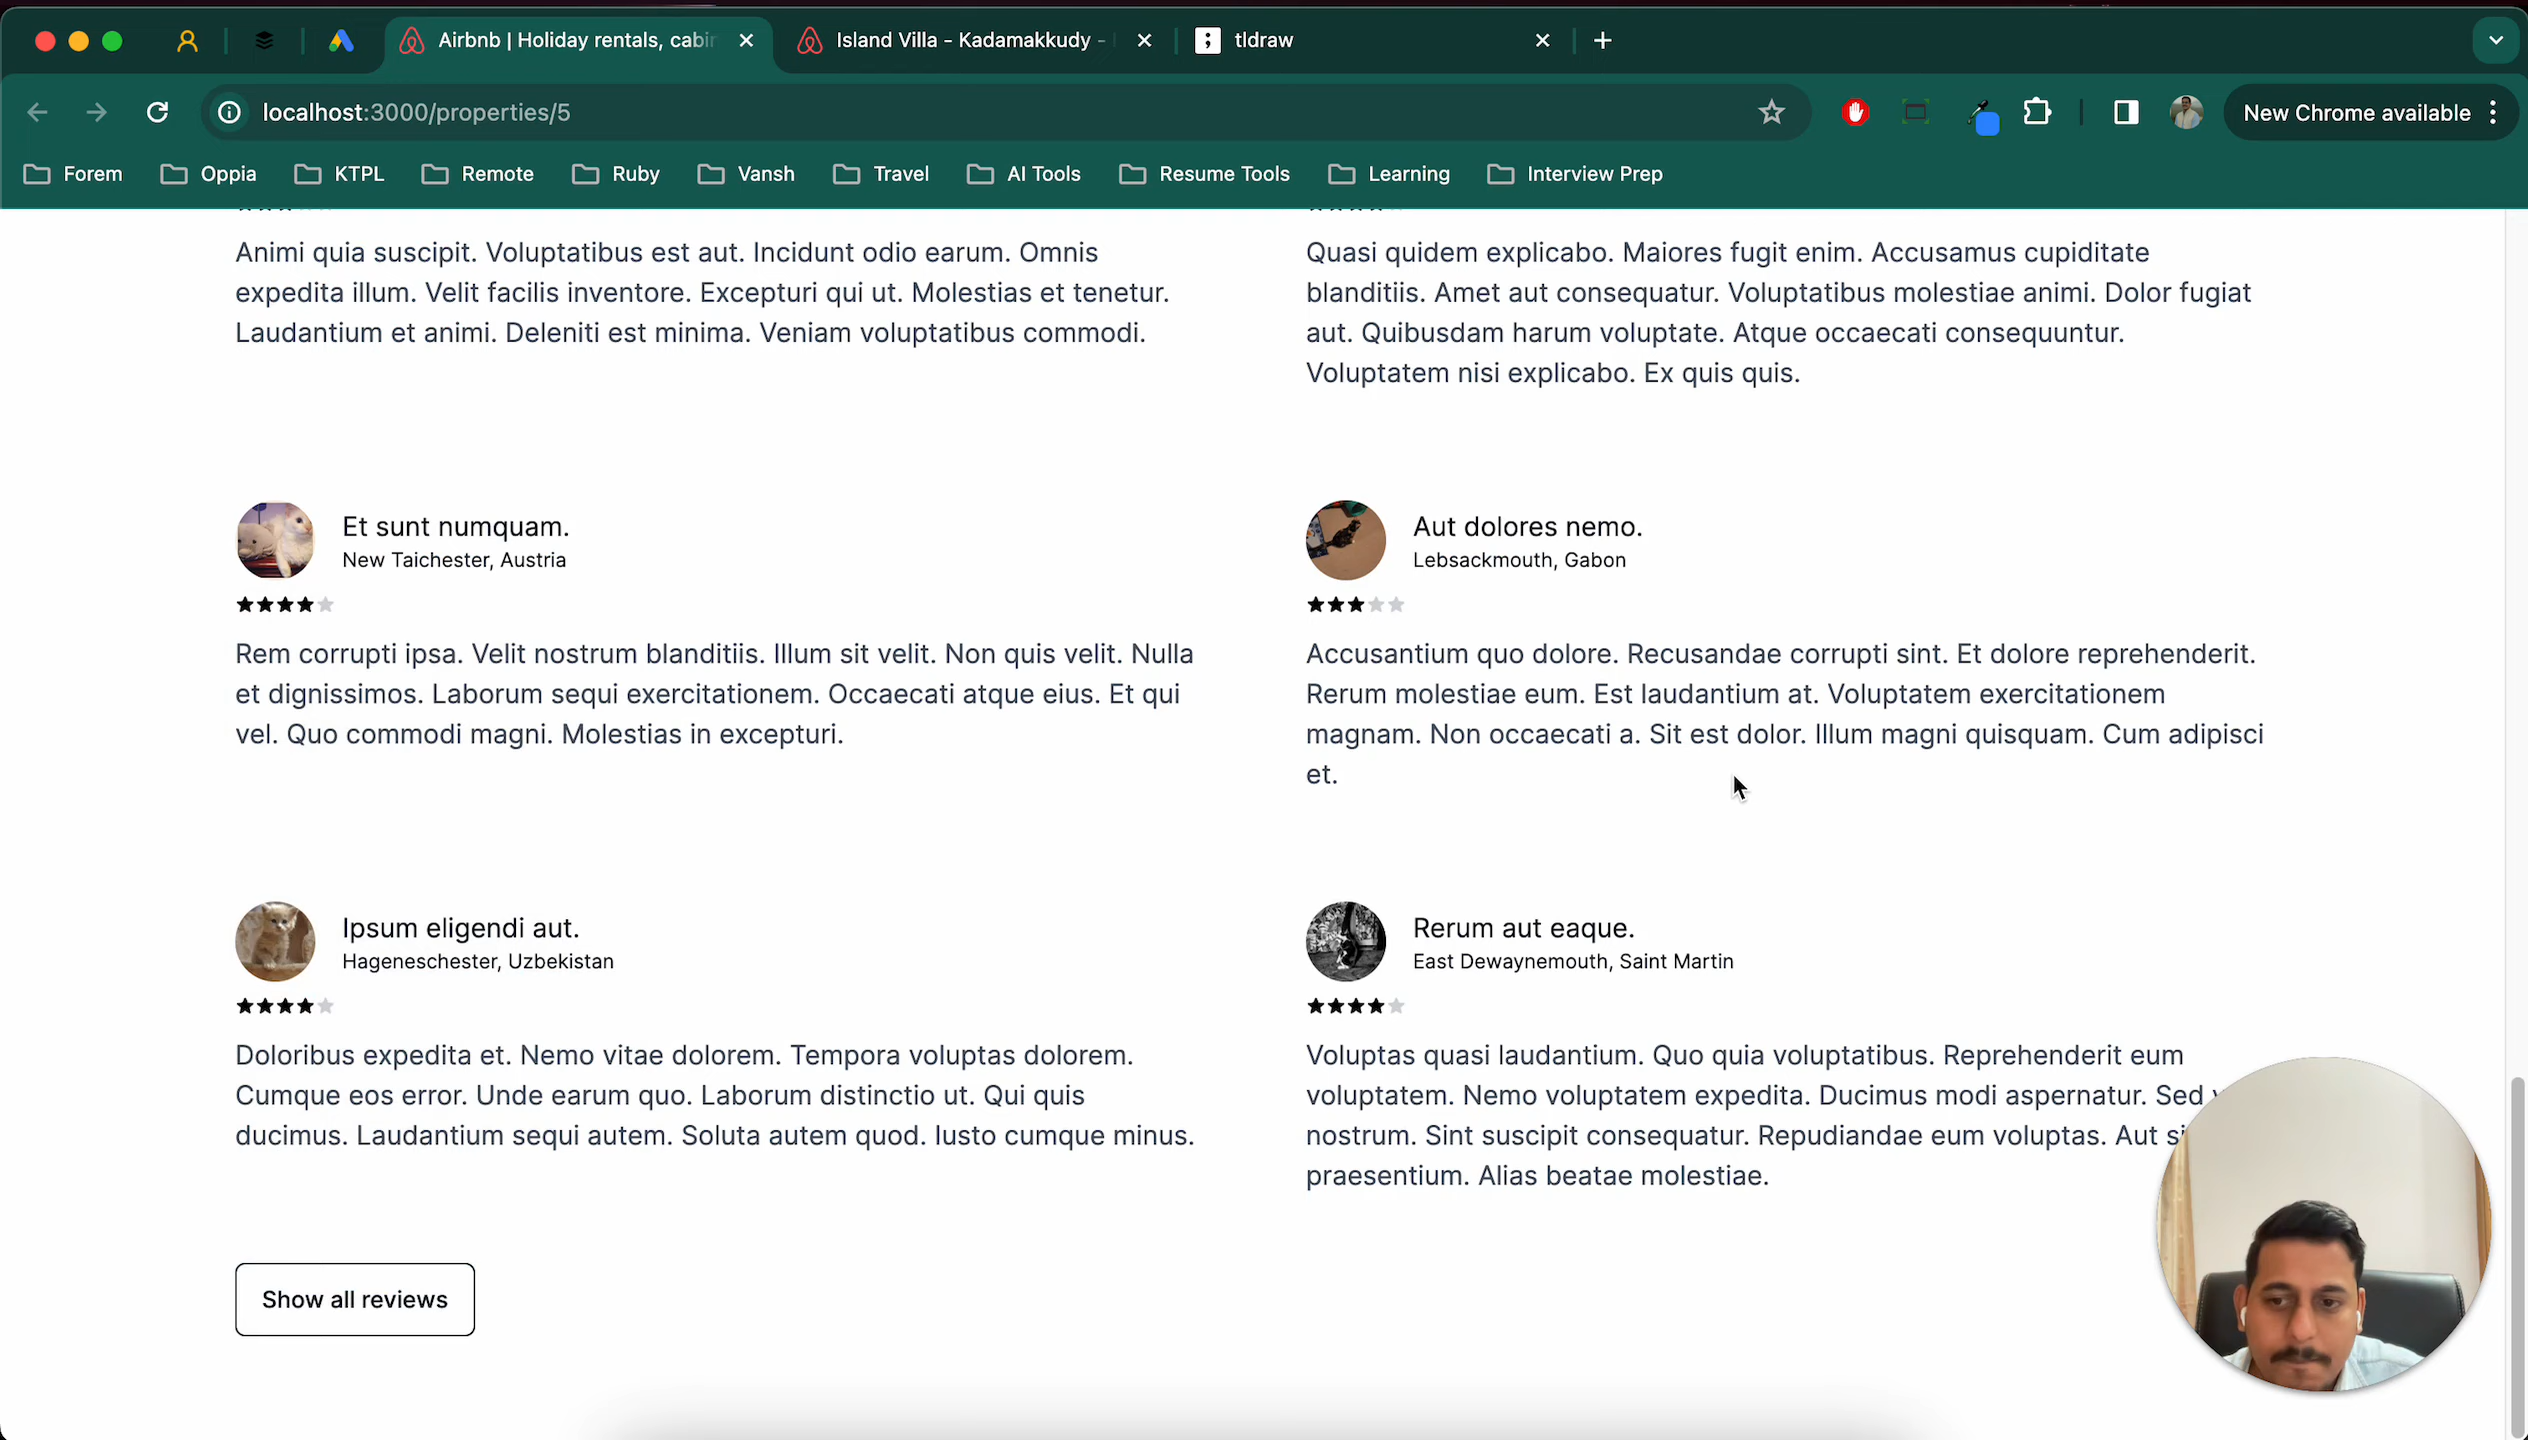 Airbnb | Holiday rentals, cabi
Island Villa - Kadamakkudy -
tldraw
localhost:3000/properties/5
New Chrome available
Forem
Oppia
KTPL
Remote
Ruby
Vansh
Travel
AI Tools
Resume Tools
Learning
Interview Prep
Animi quia suscipit. Voluptatibus est aut. Incidunt odio earum. Omnis
expedita illum. Velit facilis inventore. Excepturi qui ut. Molestias et tenetur.
Laudantium et animi. Deleniti est minima. Veniam voluptatibus commodi.
Quasi quidem explicabo. Maiores fugit enim. Accusamus cupiditate
blanditiis. Amet aut consequatur. Voluptatibus molestiae animi. Dolor fugiat
aut. Quibusdam harum voluptate. Atque occaecati consequuntur.
Voluptatem nisi explicabo. Ex quis quis.
Et sunt numquam.
New Taichester, Austria
Rem corrupti ipsa. Velit nostrum blanditiis. Illum sit velit. Non quis velit. Nulla
et dignissimos. Laborum sequi exercitationem. Occaecati atque eius. Et qui
vel. Quo commodi magni. Molestias in excepturi.
Aut dolores nemo.
Lebsackmouth, Gabon
Accusantium quo dolore. Recusandae corrupti sint. Et dolore reprehenderit.
Rerum molestiae eum. Est laudantium at. Voluptatem exercitationem
magnam. Non occaecati a. Sit est dolor. Illum magni quisquam. Cum adipisci
et.
Ipsum eligendi aut.
Hageneschester, Uzbekistan
Doloribus expedita et. Nemo vitae dolorem. Tempora voluptas dolorem.
Cumque eos error. Unde earum quo. Laborum distinctio ut. Qui quis
ducimus. Laudantium sequi autem. Soluta autem quod. Iusto cumque minus.
Rerum aut eaque.
East Dewaynemouth, Saint Martin
Voluptas quasi laudantium. Quo quia voluptatibus. Reprehenderit eum
voluptatem. Nemo voluptatem expedita. Ducimus modi aspernatur. Sed
nostrum. Sint suscipit consequatur. Repudiandae eum voluptas. Aut
praesentium. Alias beatae molestiae.
Show all reviews